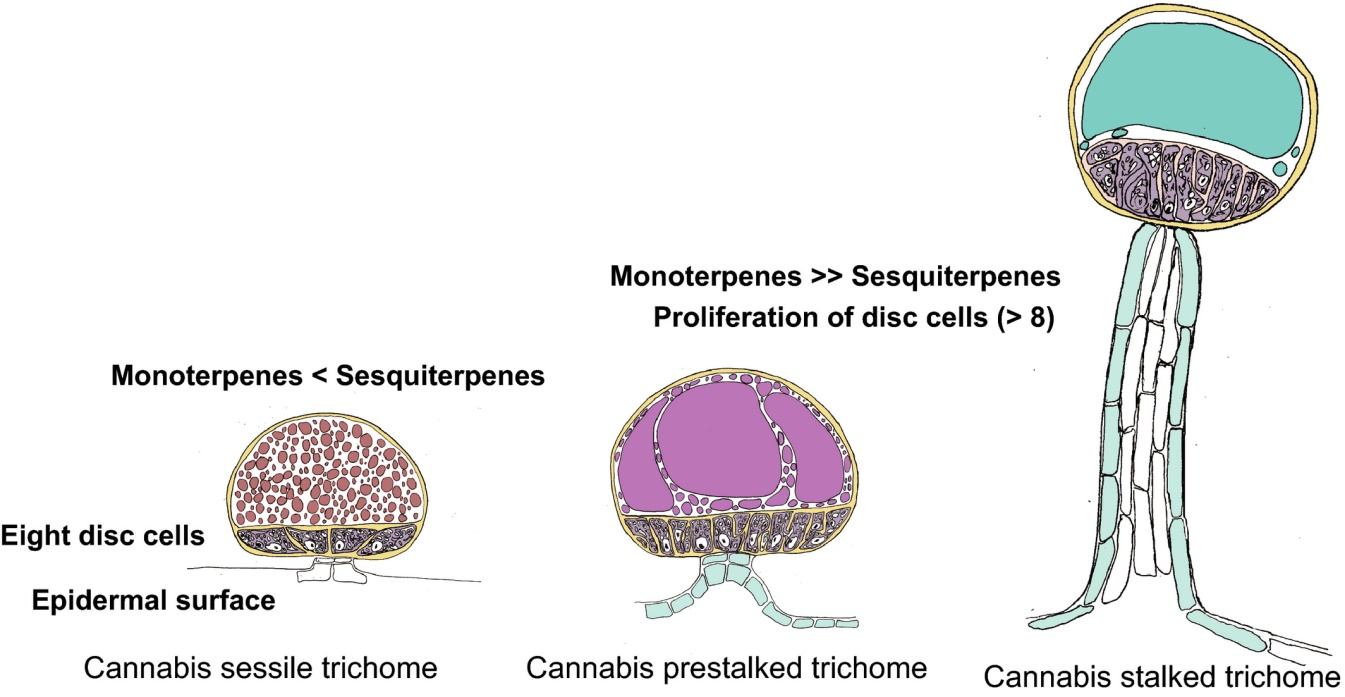 Monoterpenes >> Sesquiterpenes
Proliferation of disc cells (> 8)
Monoterpenes < Sesquiterpenes
Eight disc cells
Epidermal surface
Cannabis sessile trichome
Cannabis prestalked trichome
Cannabis stalked trichome